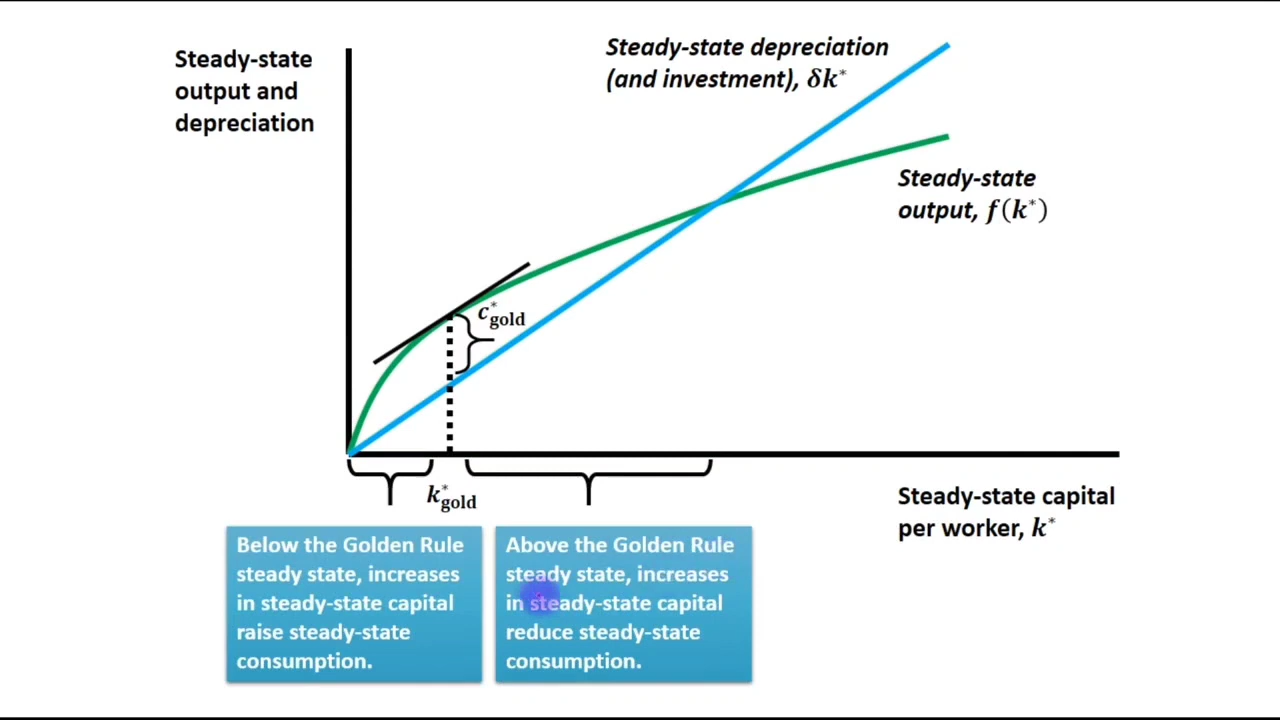 Steady-state
output and
depreciation
Steady-state depreciation
(and investment), δk*
Steady-state
output, f(k*)
c*gold
k*gold
Steady-state capital
per worker, k*
Below the Golden Rule
steady state, increases
in steady-state capital
raise steady-state
consumption.
Above the Golden Rule
steady state, increases
in steady-state capital
reduce steady-state
consumption.